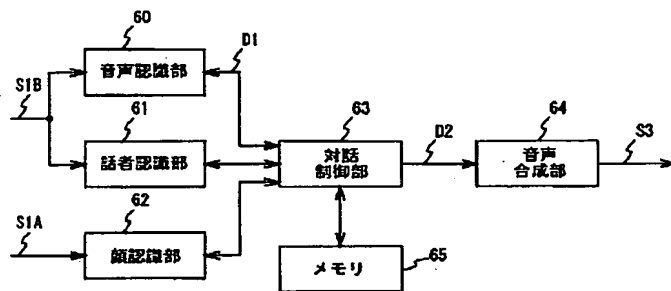 60
D1
音声認識部
S1B
61
63
64
話者認識部
対話
制御部
D2
音声
合成部
S3
62
S1A
顔認識部
メモリ
65